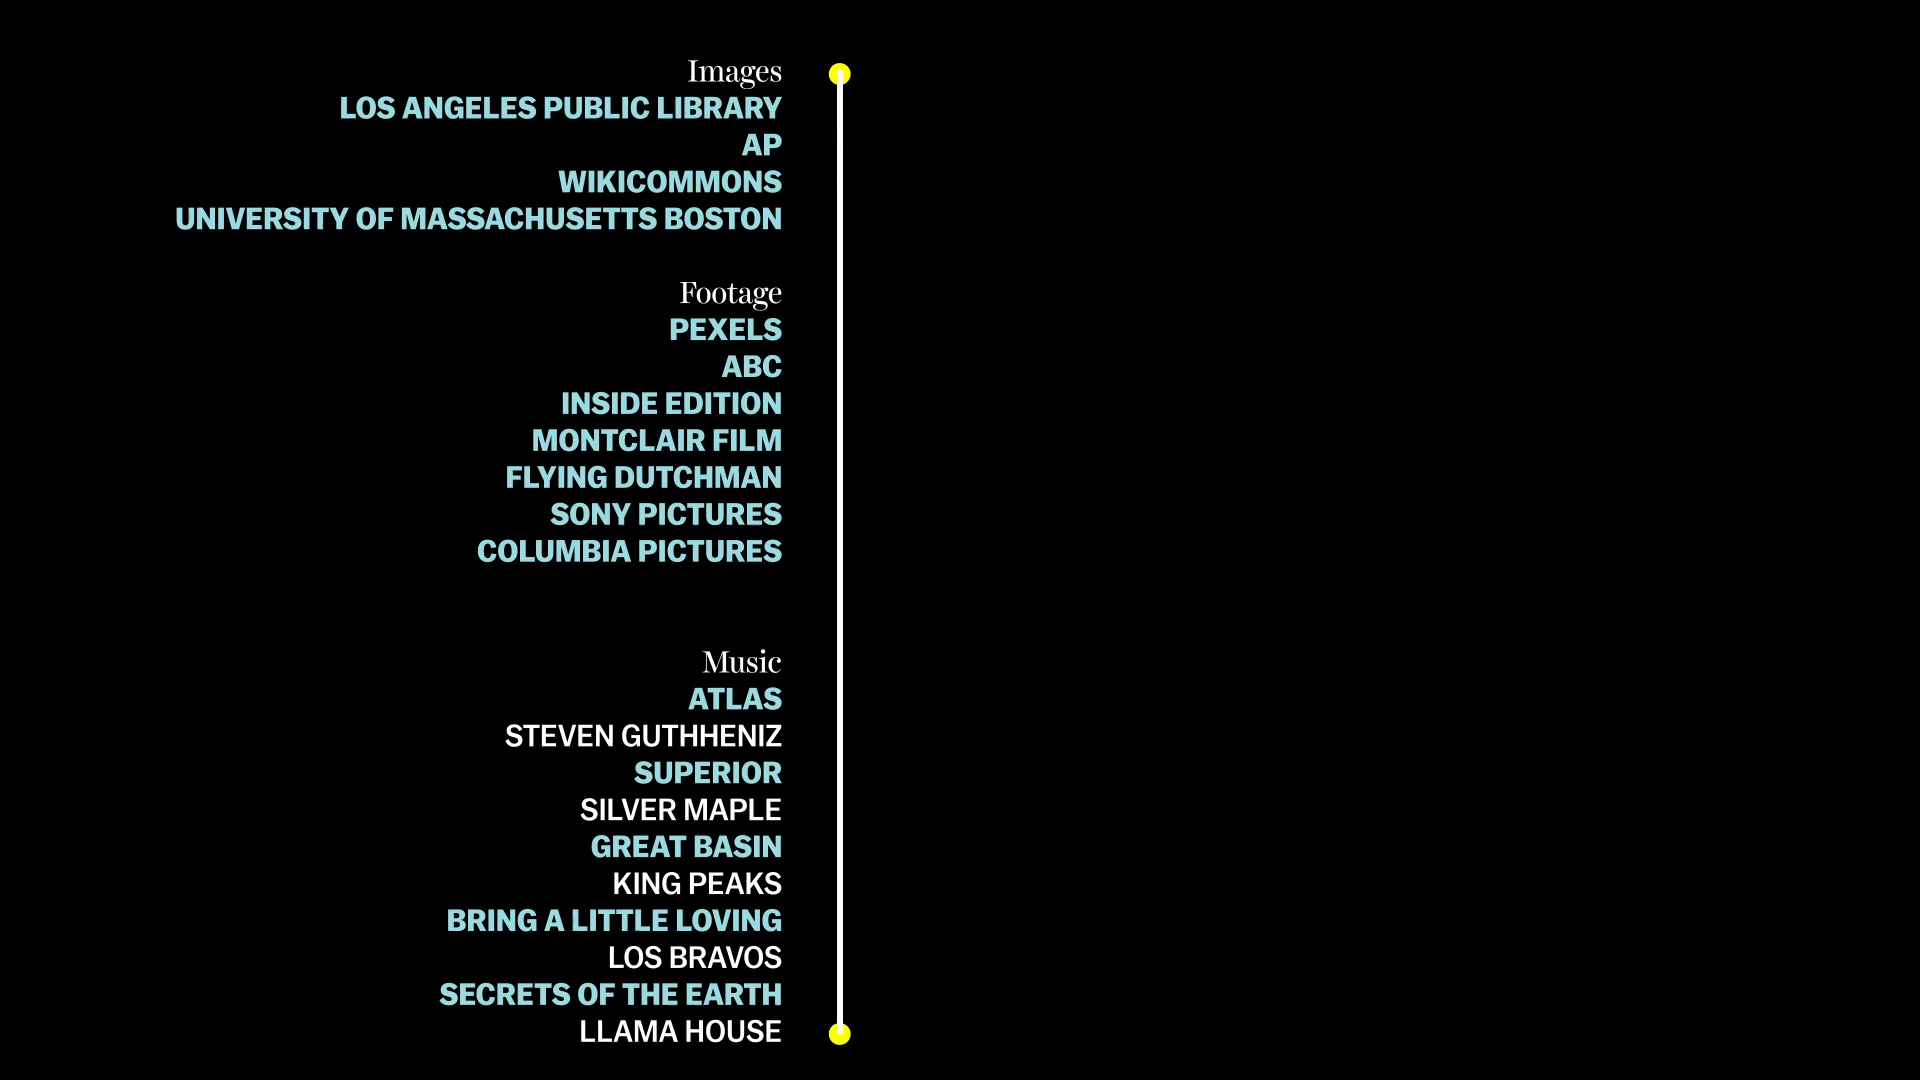 Images
LOS ANGELES PUBLIC LIBRARY
AP
WIKICOMMONS
UNIVERSITY OF MASSACHUSETTS BOSTON
Footage
PEXELS
ABC
INSIDE EDITION
MONTCLAIR FILM
FLYING DUTCHMAN
SONY PICTURES
COLUMBIA PICTURES
Music
ATLAS
STEVEN GUTHHENIZ
SUPERIOR
SILVER MAPLE
GREAT BASIN
KING PEAKS
BRING A LITTLE LOVING
LOS BRAVOS
SECRETS OF THE EARTH
LLAMA HOUSE